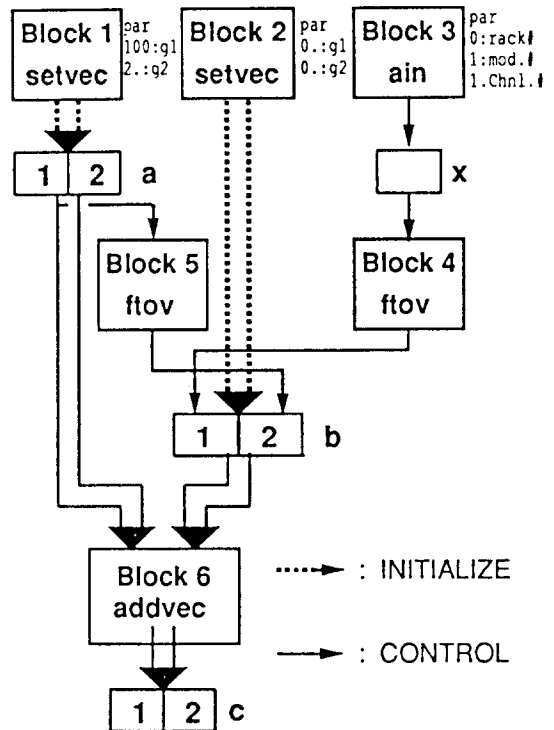 Block 1
setvec
par
100:g1
2.:g2
Block 2
setvec
par
0.:g1
0.:g2
Block 3
ain
par
0:rack#
1:mod.#
1.Chnl.#
1 2 a
x
Block 5
ftov
Block 4
ftov
1 2 b
Block 6
addvec
: INITIALIZE
: CONTROL
1 2 c